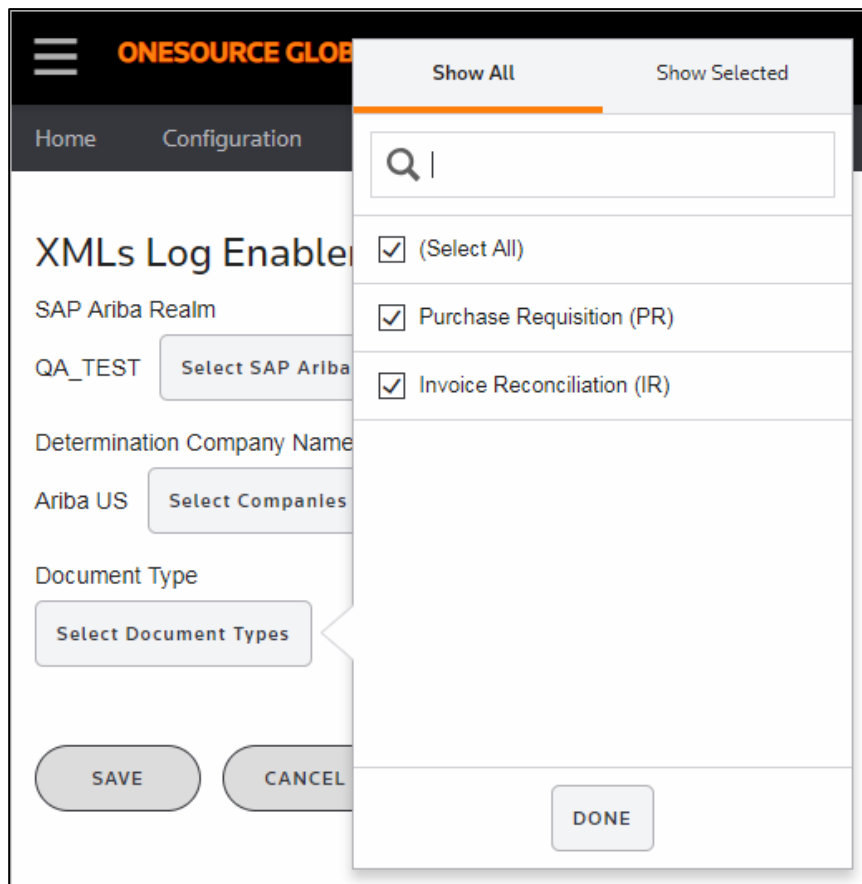 ONESOURCE GLOB
Home Configuration
XMLs Log Enabler
SAP Ariba Realm
QA_TEST Select SAP Ariba
Determination Company Name
Ariba US Select Companies
Document Type
Select Document Types
SAVE CANCEL
Show All Show Selected
(Select All)
Purchase Requisition (PR)
Invoice Reconciliation (IR)
DONE